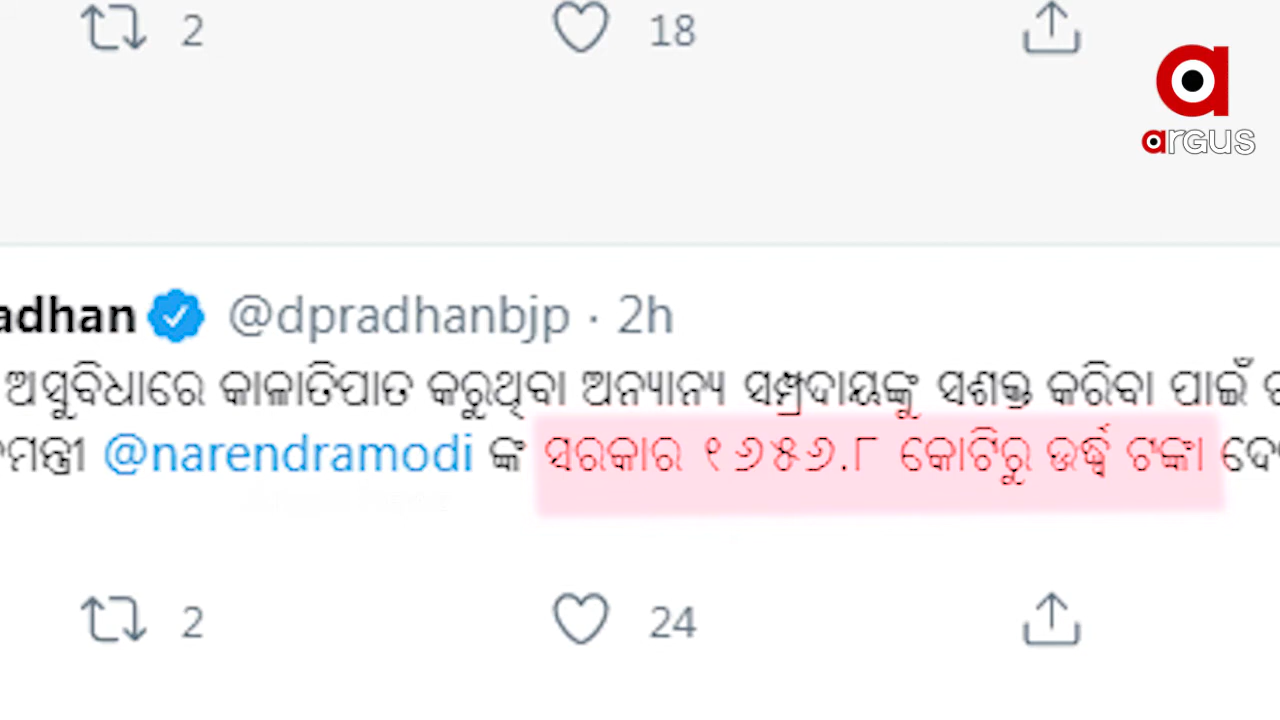 2 18
argus
adhan @dpradhanbjp · 2h
ଅସୁବିଧାରେ କାଳାତିପାତ କରୁଥିବା ଅନ୍ୟାନ୍ୟ ସମ୍ପ୍ରଦାୟଙ୍କୁ ସଶକ୍ତ କରିବା ପାଇଁ
ମନ୍ତ୍ରୀ @narendramodi ଙ୍କ ସରକାର ୧୬୫୬.୮ କୋଟିରୁ ଉର୍ଦ୍ଧ୍ୱ ଟଙ୍କା
2 24